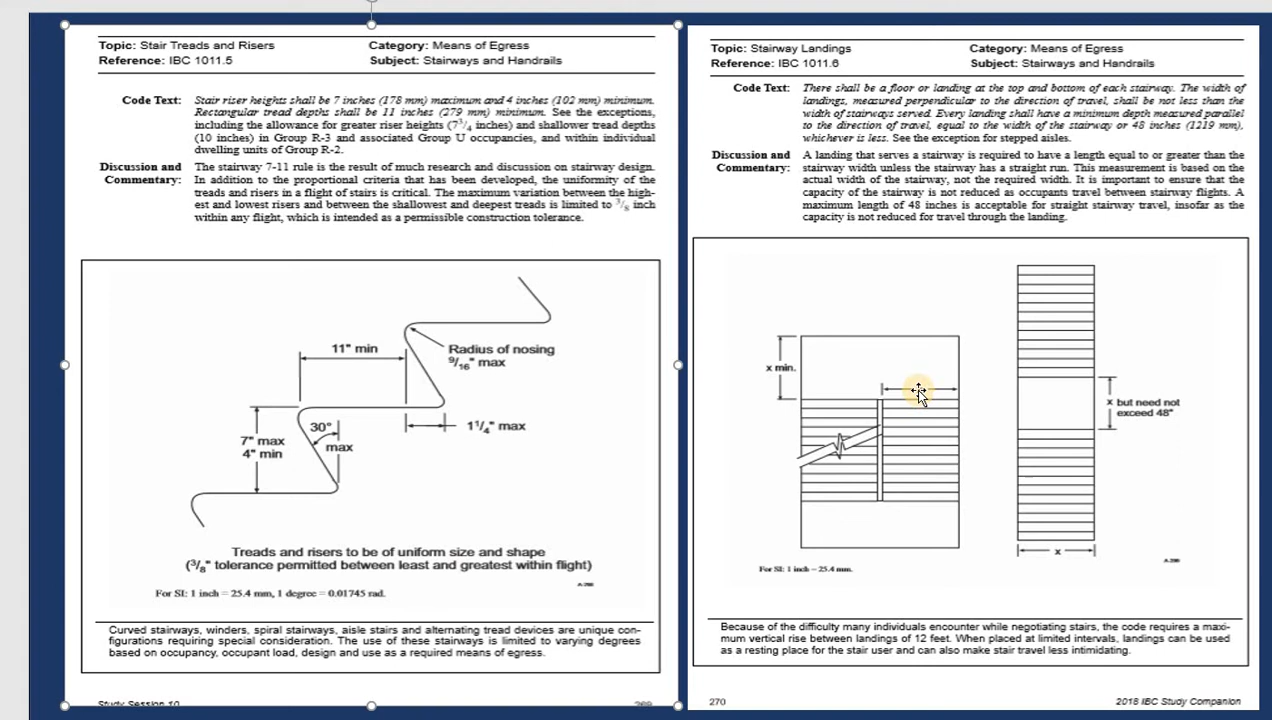 Topic: Stair Treads and Risers
Category: Means of Egress
Reference: IBC 1011.5
Subject: Stairways and Handrails
Code Text: Stair riser heights shall be 7 inches (178 mm) maximum and 4 inches (102 mm) minimum.
Rectangular tread depths shall be 11 inches (279 mm) minimum. See the exceptions,
including the allowance for greater riser heights (7 3/4 inches) and shallower tread depths
(10 inches) in Group R-3 and associated Group U occupancies, and within individual
dwelling units of Group R-2.
Discussion and The stairway 7-11 rule is the result of much research and discussion on stairway design.
Commentary: In addition to the proportional criteria that has been developed, the uniformity of the
treads and risers in a flight of stairs is critical. The maximum variation between the high-
est and lowest risers and between the shallowest and deepest treads is limited to 3/8 inch
within any flight, which is intended as a permissible construction tolerance.
11" min
Radius of nosing
9/16" max
30°
max
1 1/4" max
7" max
4" min
Treads and risers to be of uniform size and shape
(3/8" tolerance permitted between least and greatest within flight)
For SI: 1 inch = 25.4 mm, 1 degree = 0.01745 rad.
Curved stairways, winders, spiral stairways, aisle stairs and alternating tread devices are unique con-
figurations requiring special consideration. The use of these stairways is limited to varying degrees
based on occupancy, occupant load, design and use as a required means of egress.
Study Session 10
Topic: Stairway Landings
Category: Means of Egress
Reference: IBC 1011.6
Subject: Stairways and Handrails
Code Text: There shall be a floor or landing at the top and bottom of each stairway. The width of
landings, measured perpendicular to the direction of travel, shall be not less than the
width of stairways served. Every landing shall have a minimum depth measured parallel
to the direction of travel, equal to the width of the stairway or 48 inches (1219 mm),
whichever is less. See the exception for stepped aisles.
Discussion and A landing that serves a stairway is required to have a length equal to or greater than the
Commentary: stairway width unless the stairway has a straight run. This measurement is based on the
actual width of the stairway, not the required width. It is important to ensure that the
capacity of the stairway is not reduced as occupants travel between stairway flights. A
maximum length of 48 inches is acceptable for straight stairway travel, insofar as the
capacity is not reduced for travel through the landing.
x min.
x but need not
exceed 48"
x
For SI: 1 inch = 25.4 mm.
Because of the difficulty many individuals encounter while negotiating stairs, the code requires a maxi-
mum vertical rise between landings of 12 feet. When placed at limited intervals, landings can be used
as a resting place for the stair user and can also make stair travel less intimidating.
270
2018 IBC Study Companion